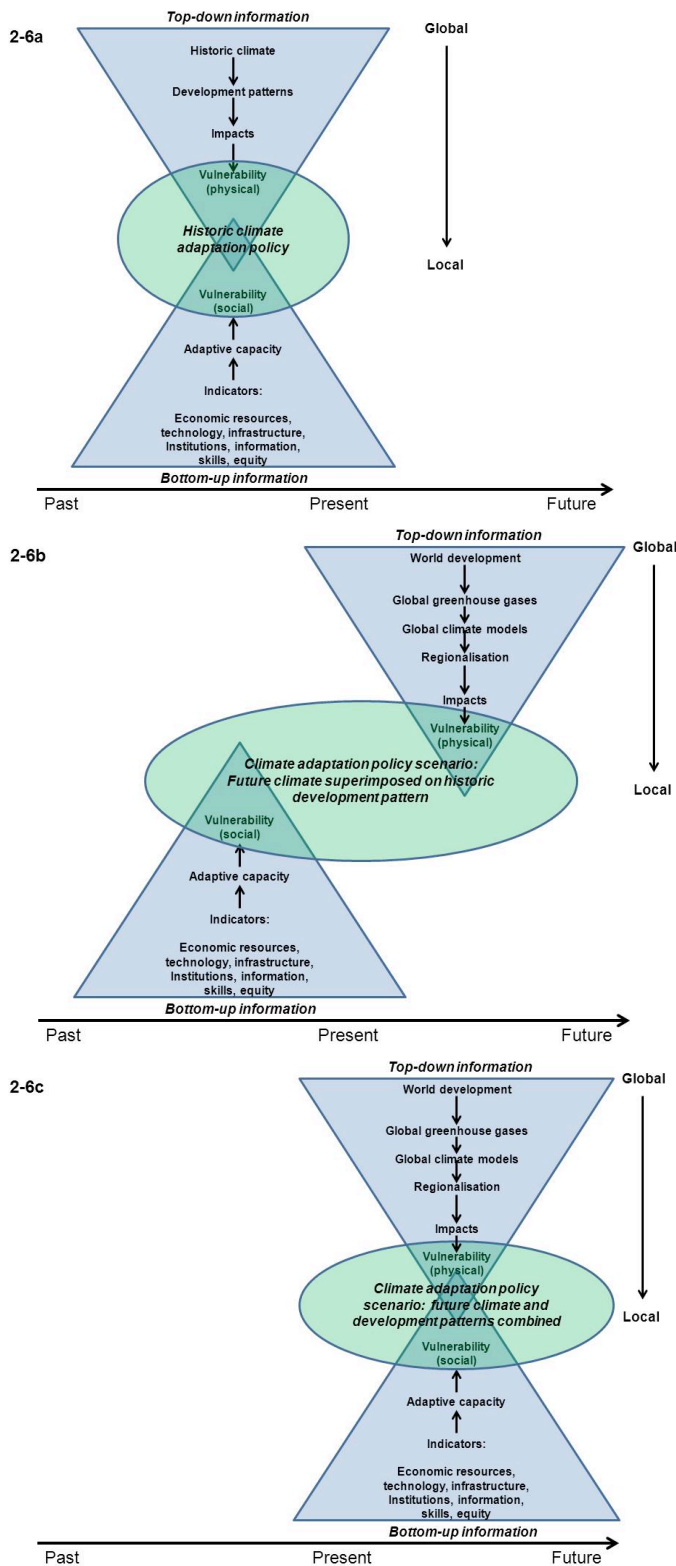 2-6a
Top-down information
Global
Historic climate
Development patterns
Impacts
Vulnerability
(physical)
Historic climate
adaptation policy
Local
Vulnerability
(social)
Adaptive capacity
Indicators:
Economic resources,
technology, infrastructure,
Institutions, information,
skills, equity
Bottom-up information
Past
Present
Future
2-6b
Top-down information
Global
World development
Global greenhouse gases
Global climate models
Regionalisation
Impacts
Vulnerability
(physical)
Climate adaptation policy scenario:
Future climate superimposed on historic
development pattern
Local
Vulnerability
(social)
Adaptive capacity
Indicators:
Economic resources,
technology, infrastructure,
Institutions, information,
skills, equity
Bottom-up information
Past
Present
Future
2-6c
Top-down information
Global
World development
Global greenhouse gases
Global climate models
Regionalisation
Impacts
Vulnerability
(physical)
Climate adaptation policy
scenario: future climate and
development patterns combined
Local
Vulnerability
(social)
Adaptive capacity
Indicators:
Economic resources,
technology, infrastructure,
Institutions, information,
skills, equity
Bottom-up information
Past
Present
Future